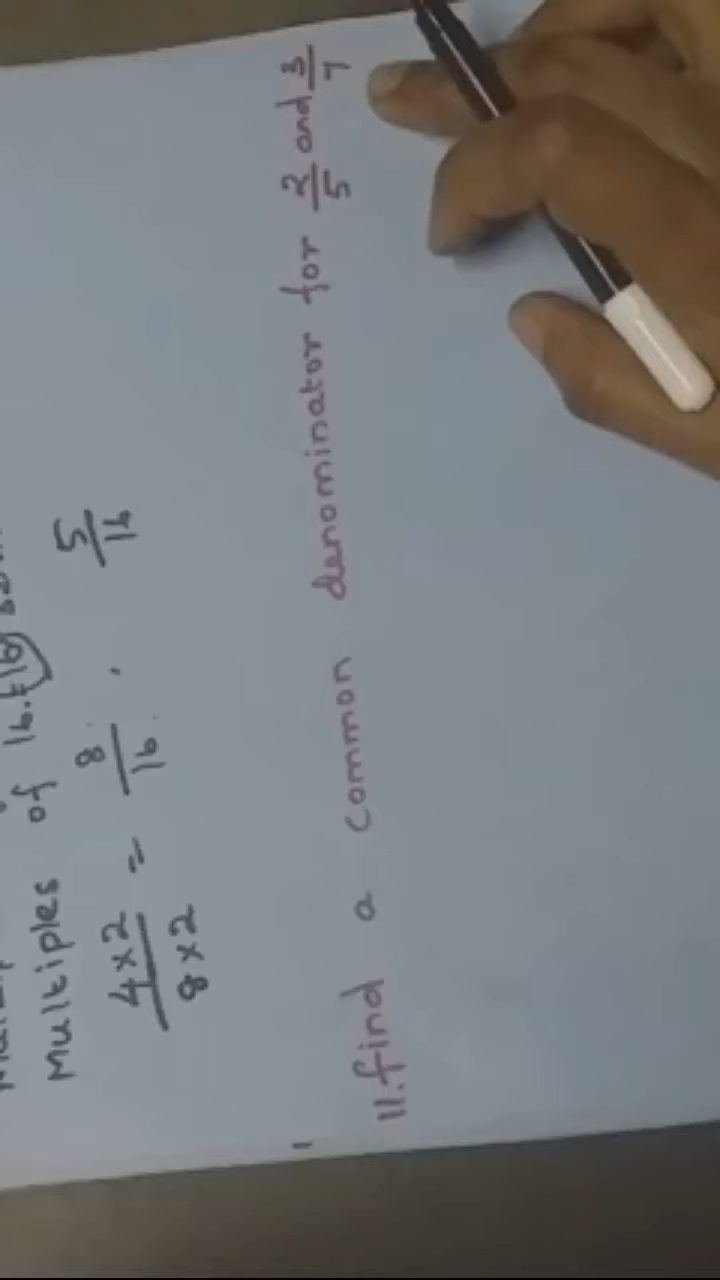 Multiples of 16:
4×2/8×2 = 8/16, 5/16
11. find a common denominator for 2/5 and 3/7